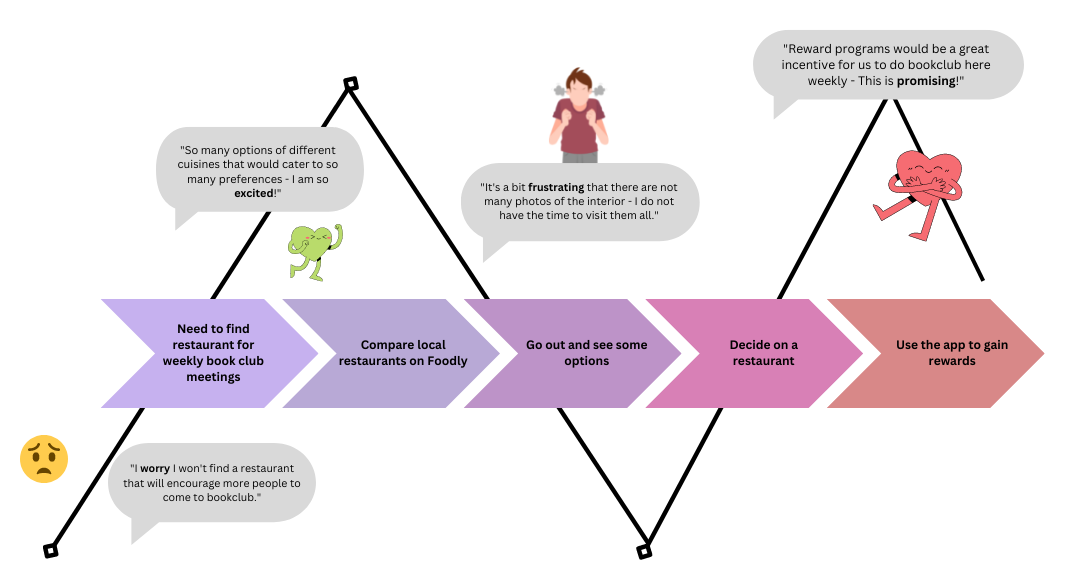 "Reward programs would be a great
incentive for us to do bookclub here
weekly - This is promising!"
"So many options of different
cuisines that would cater to so
many preferences - I am so
excited!"
"It's a bit frustrating that there are not
many photos of the interior - I do not
have the time to visit them all."
Need to find
restaurant for
weekly book club
meetings
Compare local
restaurants on Foodly
Go out and see some
options
Decide on a
restaurant
Use the app to gain
rewards
"I worry I won't find a restaurant
that will encourage more people to
come to bookclub."